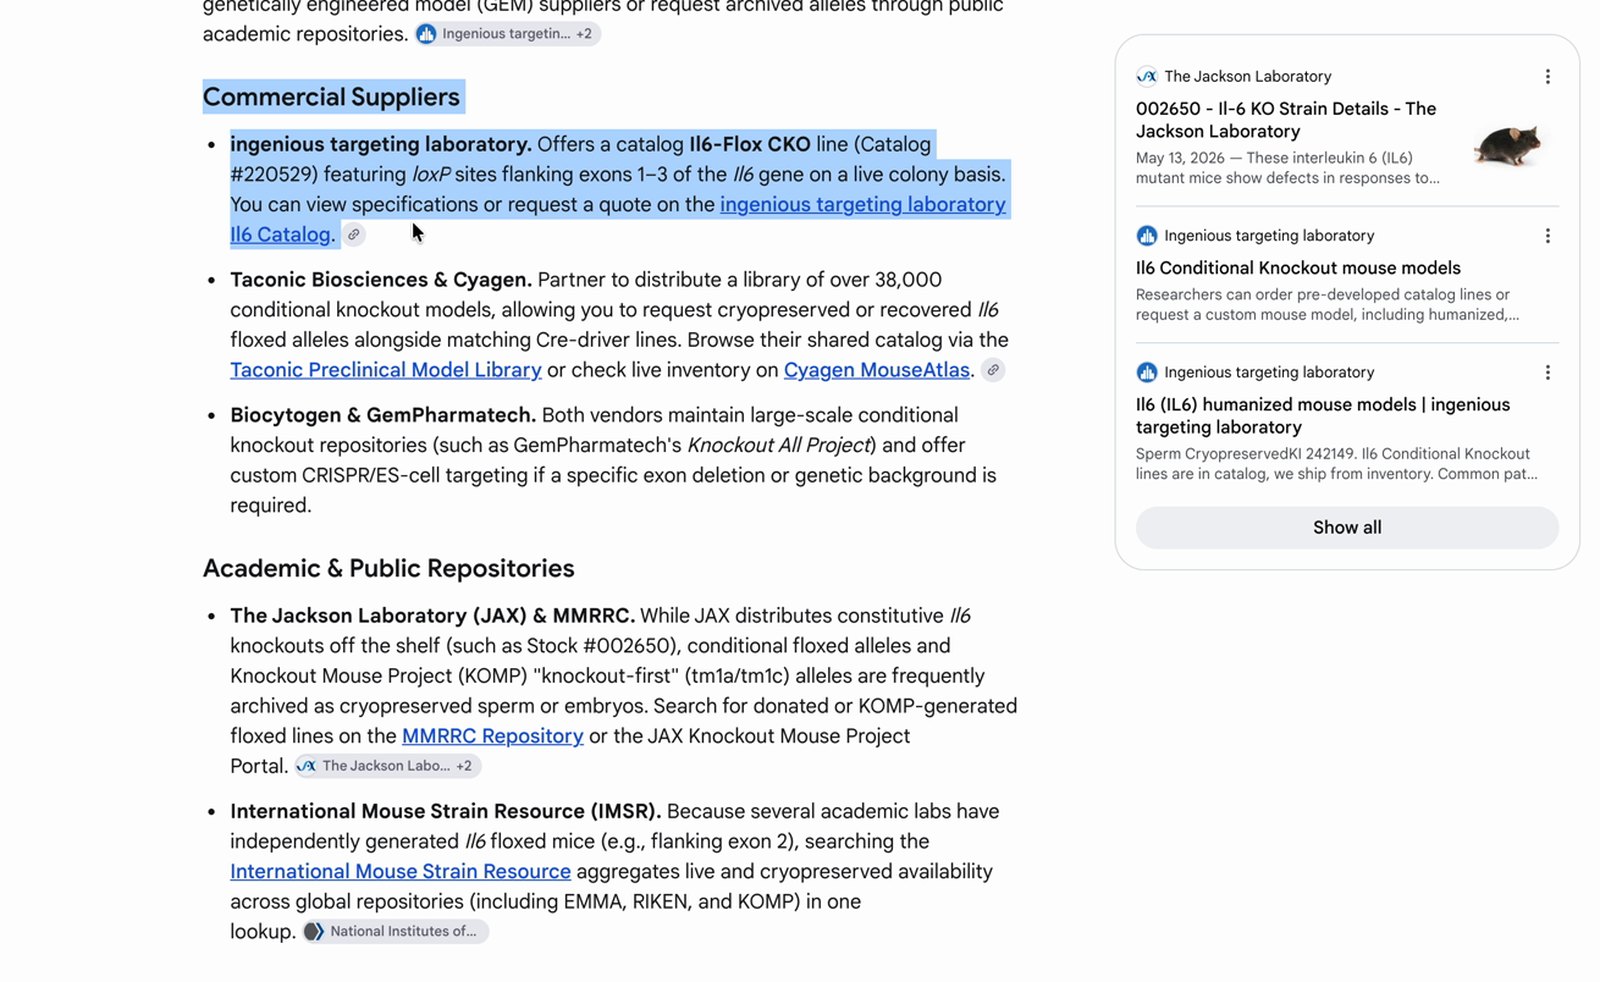 genetically engineered model (GEM) suppliers or request archived alleles through public
academic repositories. Ingenious targetin... +2
Commercial Suppliers
• ingenious targeting laboratory. Offers a catalog Il6-Flox CKO line (Catalog
#220529) featuring loxP sites flanking exons 1–3 of the Il6 gene on a live colony basis.
You can view specifications or request a quote on the ingenious targeting laboratory
Il6 Catalog.
• Taconic Biosciences & Cyagen. Partner to distribute a library of over 38,000
conditional knockout models, allowing you to request cryopreserved or recovered Il6
floxed alleles alongside matching Cre-driver lines. Browse their shared catalog via the
Taconic Preclinical Model Library or check live inventory on Cyagen MouseAtlas.
• Biocytogen & GemPharmatech. Both vendors maintain large-scale conditional
knockout repositories (such as GemPharmatech's Knockout All Project) and offer
custom CRISPR/ES-cell targeting if a specific exon deletion or genetic background is
required.
Academic & Public Repositories
• The Jackson Laboratory (JAX) & MMRRC. While JAX distributes constitutive Il6
knockouts off the shelf (such as Stock #002650), conditional floxed alleles and
Knockout Mouse Project (KOMP) "knockout-first" (tm1a/tm1c) alleles are frequently
archived as cryopreserved sperm or embryos. Search for donated or KOMP-generated
floxed lines on the MMRRC Repository or the JAX Knockout Mouse Project
Portal. The Jackson Labo... +2
• International Mouse Strain Resource (IMSR). Because several academic labs have
independently generated Il6 floxed mice (e.g., flanking exon 2), searching the
International Mouse Strain Resource aggregates live and cryopreserved availability
across global repositories (including EMMA, RIKEN, and KOMP) in one
lookup. National Institutes of...
The Jackson Laboratory
002650 - Il-6 KO Strain Details - The
Jackson Laboratory
May 13, 2026 — These interleukin 6 (IL6)
mutant mice show defects in responses to...
Ingenious targeting laboratory
Il6 Conditional Knockout mouse models
Researchers can order pre-developed catalog lines or
request a custom mouse model, including humanized,...
Ingenious targeting laboratory
Il6 (IL6) humanized mouse models | ingenious
targeting laboratory
Sperm CryopreservedKI 242149. Il6 Conditional Knockout
lines are in catalog, we ship from inventory. Common pat...
Show all